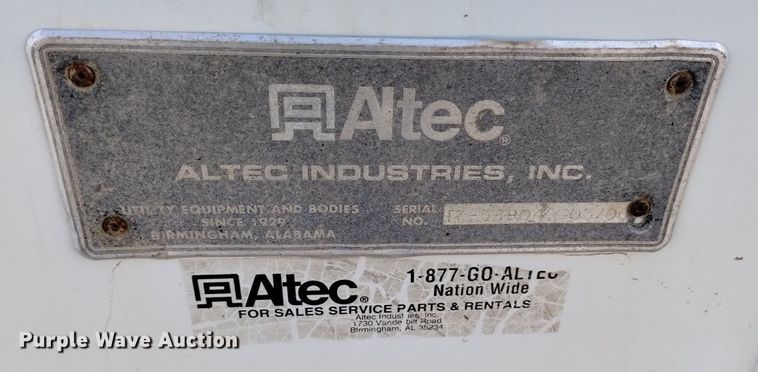 Altec®
ALTEC INDUSTRIES, INC.
UTILITY EQUIPMENT AND BODIES
SINCE 1929
BIRMINGHAM, ALABAMA
SERIAL
NO.
Altec®
1-877-GO-ALTEC
Nation Wide
FOR SALES SERVICE PARTS & RENTALS
Altec Industries, Inc.
1730 Vanderbilt Road
Birmingham, AL 35234
Purple Wave Auction